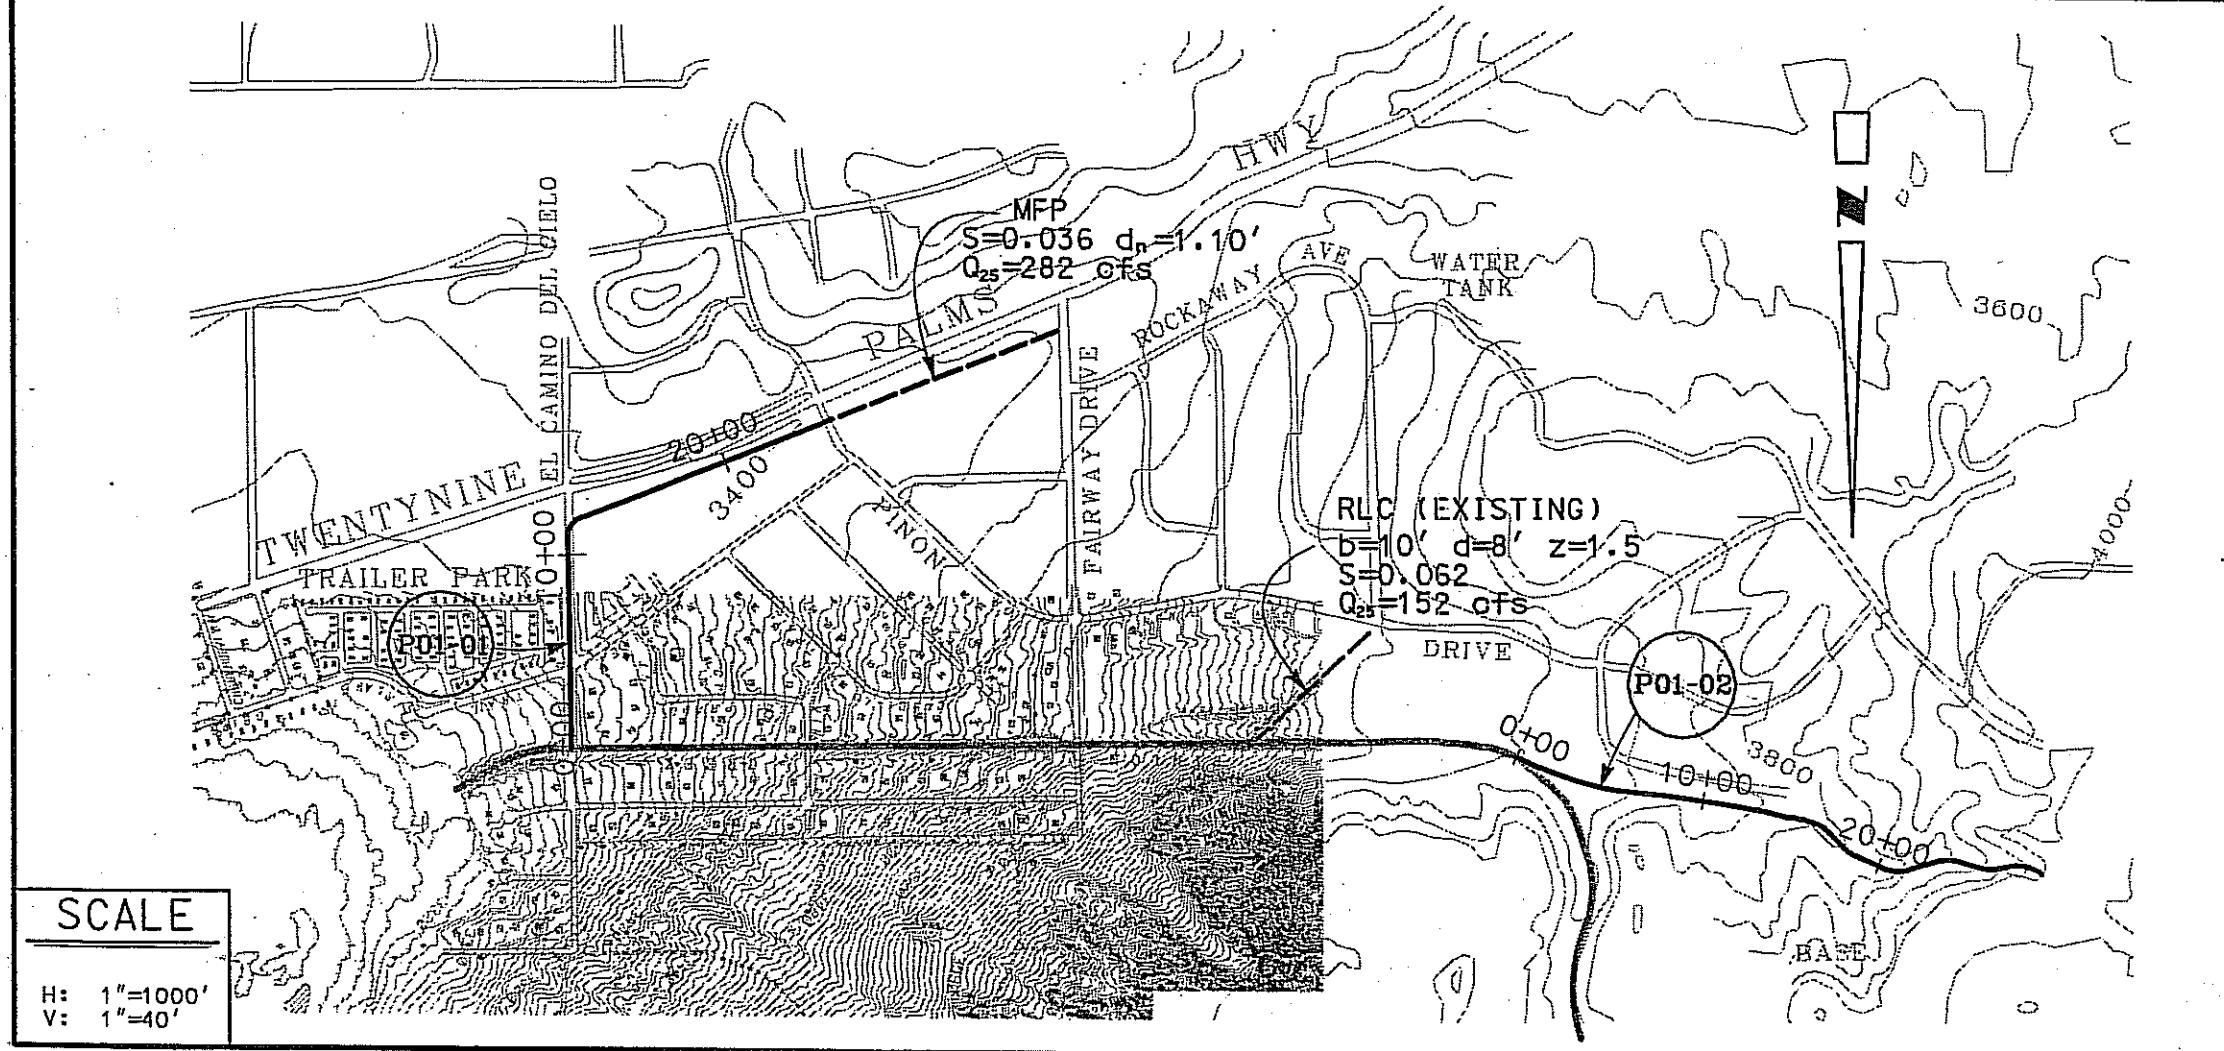 MFP
S=0.036 dn=1.10'
Q25=282 cfs
TWENTYNINE
PALMS
HWY
EL CAMINO DEL CIELO
ROCKAWAY
AVE
WATER
TANK
3600
FAIRWAY DRIVE
20+00
3400
PINON
10+00
TRAILER PARK
P01-01
RLC (EXISTING)
b=10' d=8' z=1.5
S=0.062
Q25=152 cfs
4000
DRIVE
P01-02
0+00
0+00
10+00
3800
20+00
BASE
N
SCALE
H: 1"=1000'
V: 1"=40'